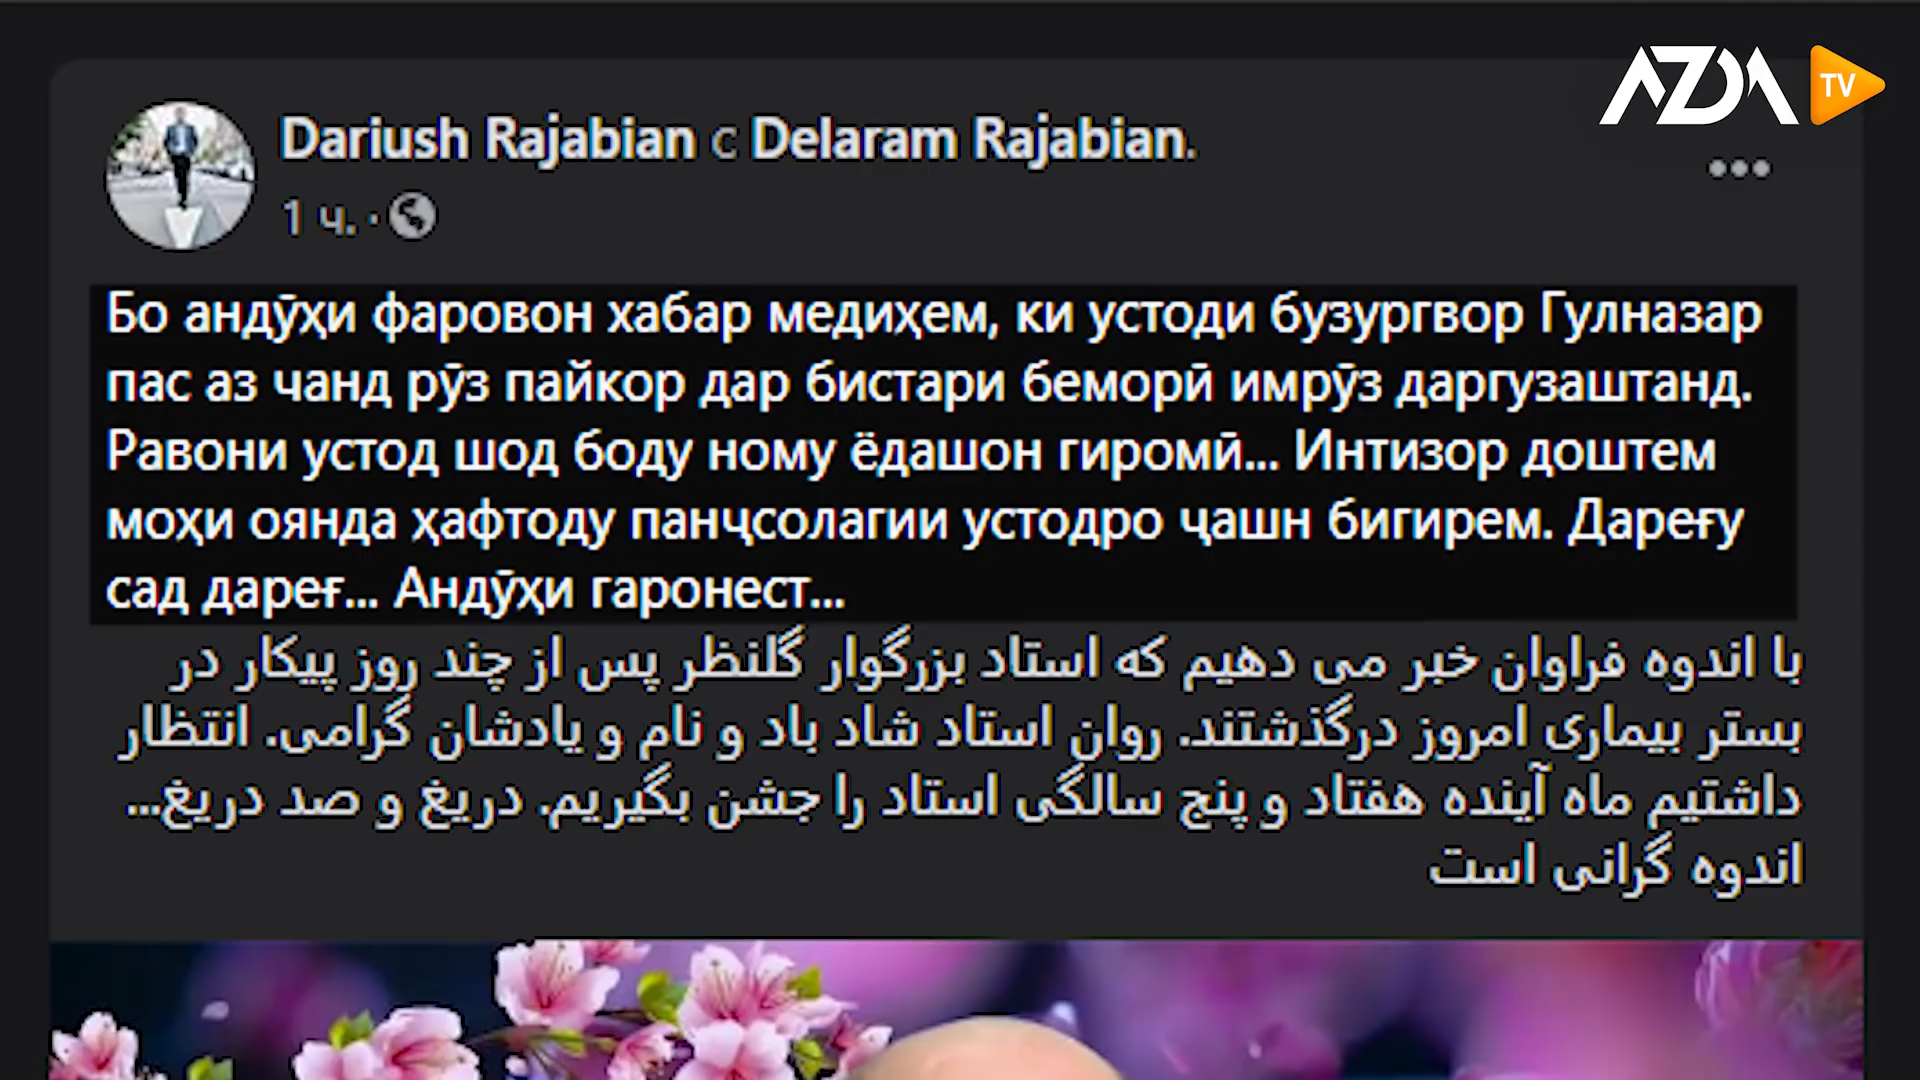 AZDA TV
Dariush Rajabian с Delaram Rajabian.
1 ч. ·
Бо андӯҳи фаровон хабар медиҳем, ки устоди бузургвор Гулназар
пас аз чанд рӯз пайкор дар бистари беморӣ имрӯз даргузаштанд.
Равони устод шод боду ному ёдашон гиромӣ... Интизор доштем
моҳи оянда ҳафтоду панҷсолагии устодро ҷашн бигирем. Дареғу
сад дареғ... Андӯҳи гаронест...
با اندوه فراوان خبر می دهیم که استاد بزرگوار گلنظر پس از چند روز پیکار در
بستر بیماری امروز درگذشتند. روان استاد شاد باد و نام و یادشان گرامی. انتظار
داشتیم ماه آینده هفتاد و پنج سالگی استاد را جشن بگیریم. دریغ و صد دریغ...
اندوه گرانی است